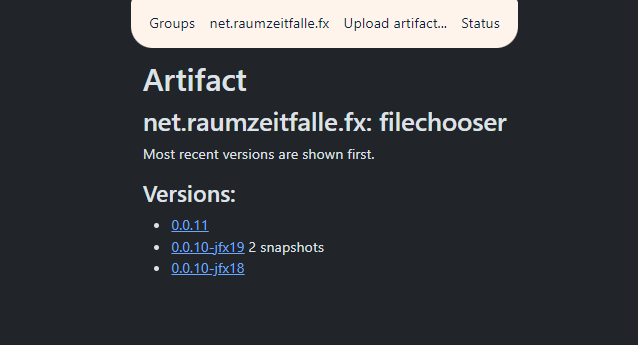 Groups net.raumzeitfalle.fx Upload artifact... Status
Artifact
net.raumzeitfalle.fx: filechooser
Most recent versions are shown first.
Versions:
0.0.11
0.0.10-jfx19 2 snapshots
0.0.10-jfx18